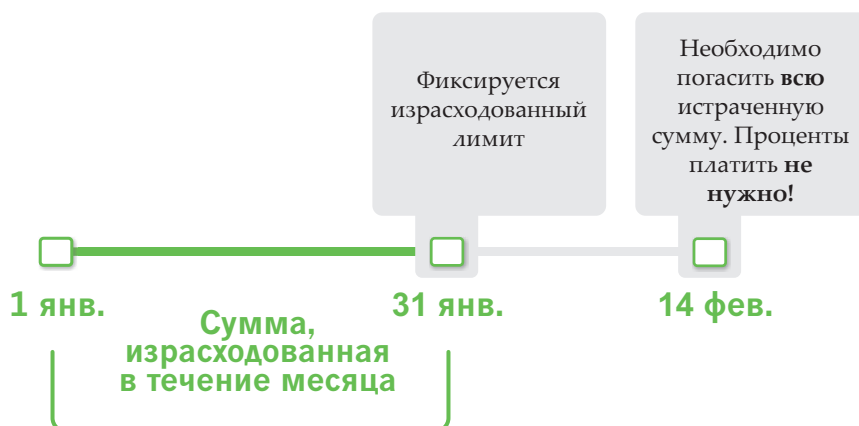 Фиксируется
израсходованный
лимит
Необходимо
погасить всю
истраченную
сумму. Проценты
платить не
нужно!
1 янв.
31 янв.
14 фев.
Сумма,
израсходованная
в течение месяца